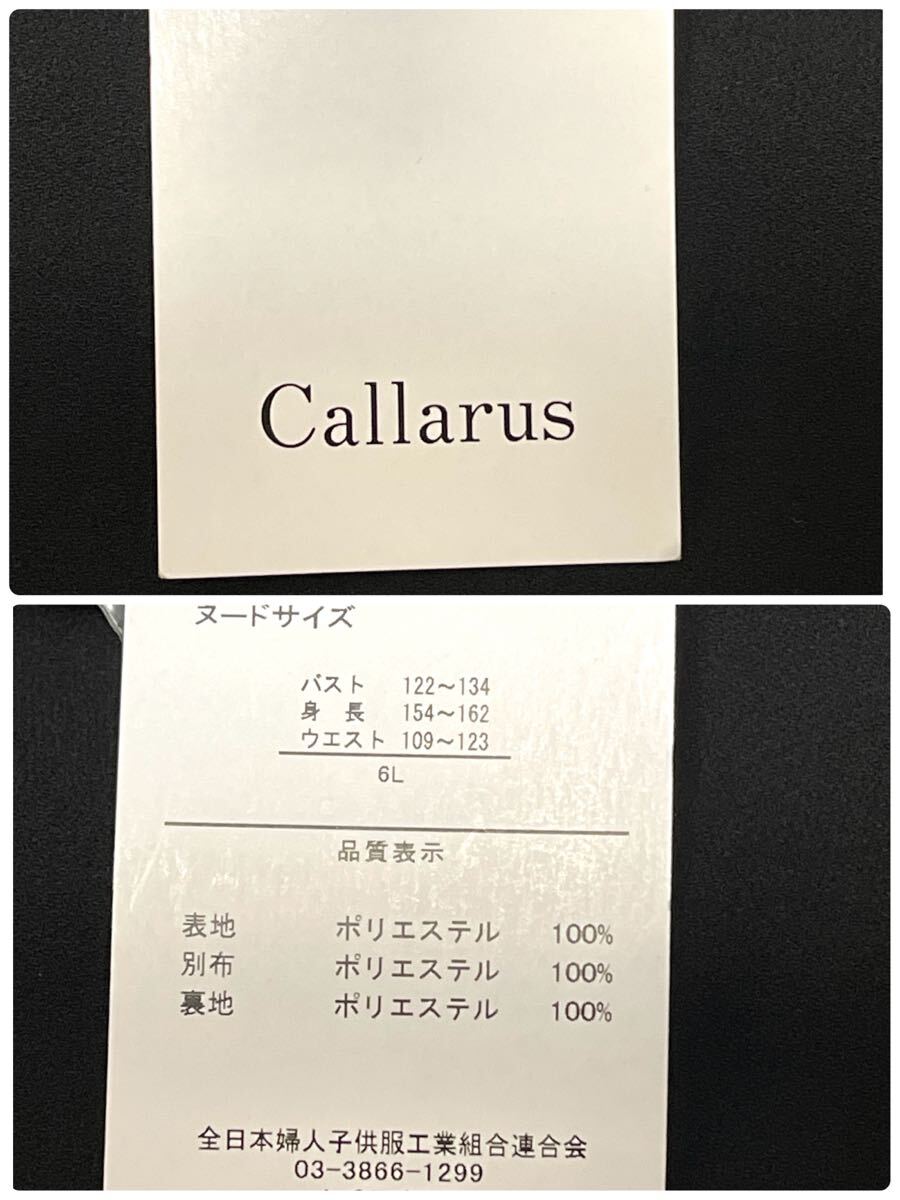 Callarus
ヌードサイズ
バスト 122～134
身 長 154～162
ウエスト 109～123
6L
品質表示
表地 ポリエステル 100%
別布 ポリエステル 100%
裏地 ポリエステル 100%
全日本婦人子供服工業組合連合会
03-3866-1299